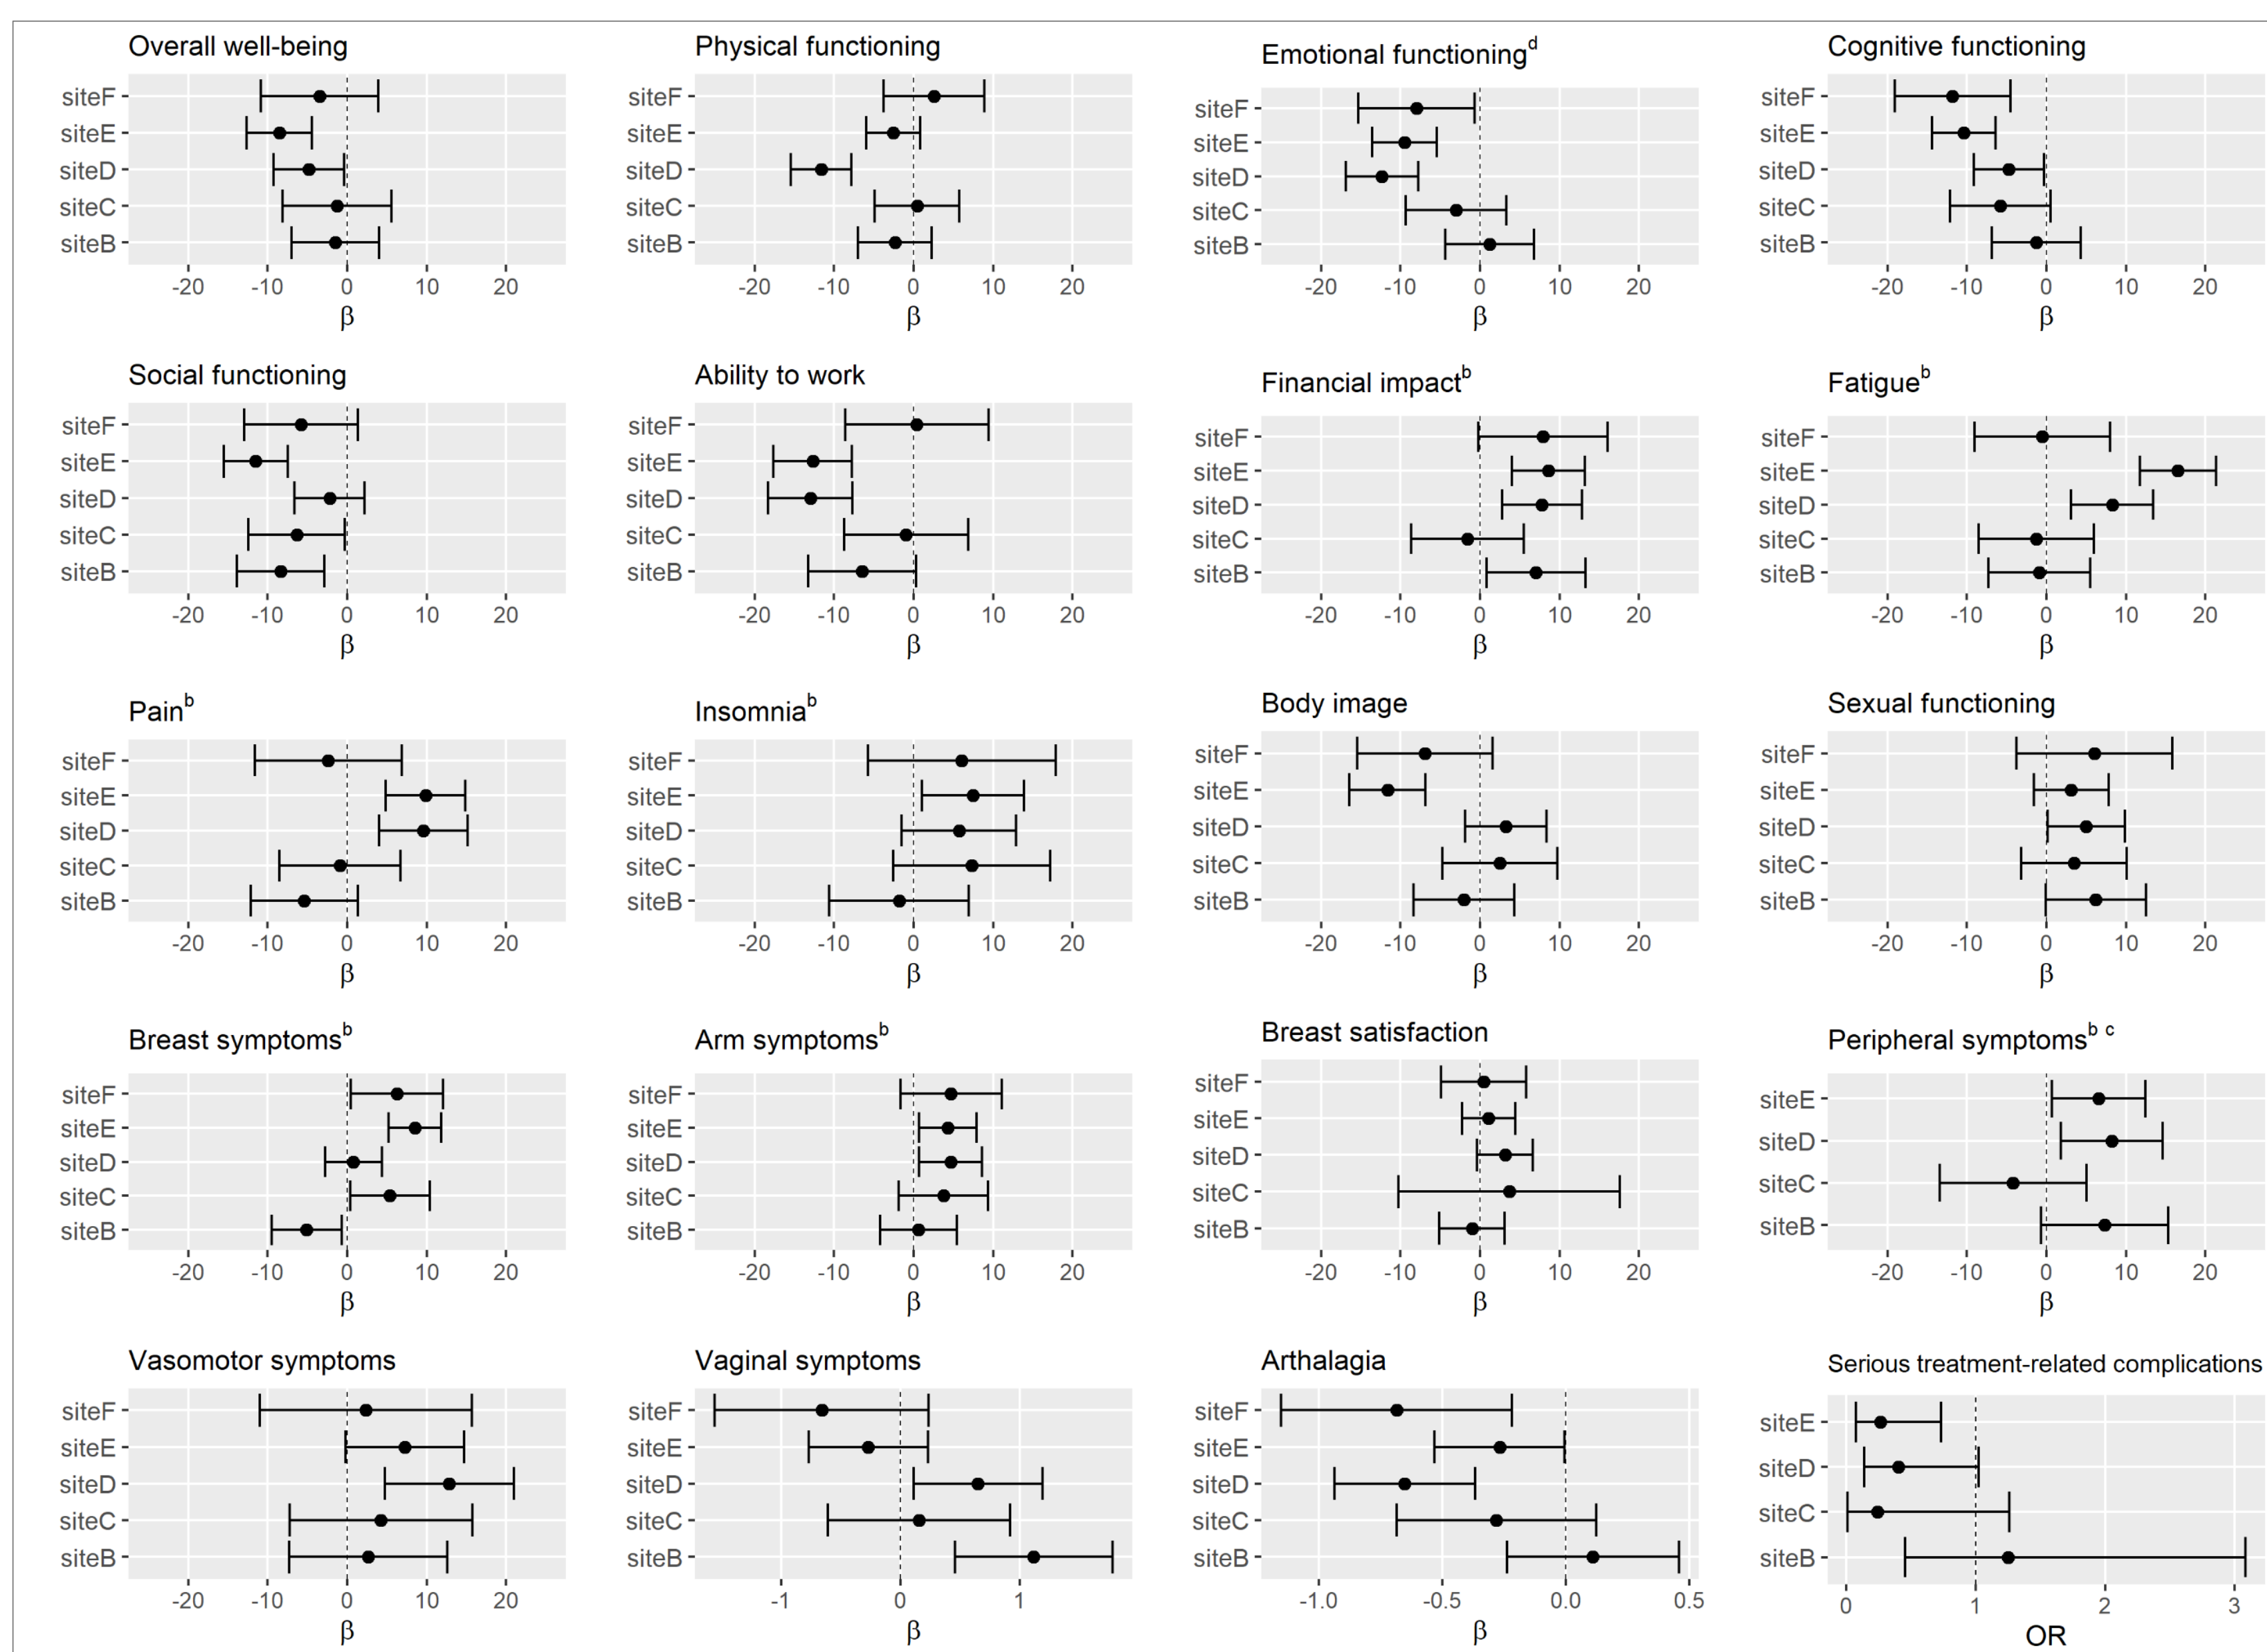 Overall well-being
siteF
siteE
siteD
siteC
siteB
-20 -10 0 10 20
β
Physical functioning
siteF
siteE
siteD
siteC
siteB
-20 -10 0 10 20
β
Emotional functioningᵈ
siteF
siteE
siteD
siteC
siteB
-20 -10 0 10 20
β
Cognitive functioning
siteF
siteE
siteD
siteC
siteB
-20 -10 0 10 20
β
Social functioning
siteF
siteE
siteD
siteC
siteB
-20 -10 0 10 20
β
Ability to work
siteF
siteE
siteD
siteC
siteB
-20 -10 0 10 20
β
Financial impactᵇ
siteF
siteE
siteD
siteC
siteB
-20 -10 0 10 20
β
Fatigueᵇ
siteF
siteE
siteD
siteC
siteB
-20 -10 0 10 20
β
Painᵇ
siteF
siteE
siteD
siteC
siteB
-20 -10 0 10 20
β
Insomniaᵇ
siteF
siteE
siteD
siteC
siteB
-20 -10 0 10 20
β
Body image
siteF
siteE
siteD
siteC
siteB
-20 -10 0 10 20
β
Sexual functioning
siteF
siteE
siteD
siteC
siteB
-20 -10 0 10 20
β
Breast symptomsᵇ
siteF
siteE
siteD
siteC
siteB
-20 -10 0 10 20
β
Arm symptomsᵇ
siteF
siteE
siteD
siteC
siteB
-20 -10 0 10 20
β
Breast satisfaction
siteF
siteE
siteD
siteC
siteB
-20 -10 0 10 20
β
Peripheral symptomsᵇ ᶜ
siteE
siteD
siteC
siteB
-20 -10 0 10 20
β
Vasomotor symptoms
siteF
siteE
siteD
siteC
siteB
-20 -10 0 10 20
β
Vaginal symptoms
siteF
siteE
siteD
siteC
siteB
-1 0 1
β
Arthalagia
siteF
siteE
siteD
siteC
siteB
-1.0 -0.5 0.0 0.5
β
Serious treatment-related complications
siteE
siteD
siteC
siteB
0 1 2 3
OR